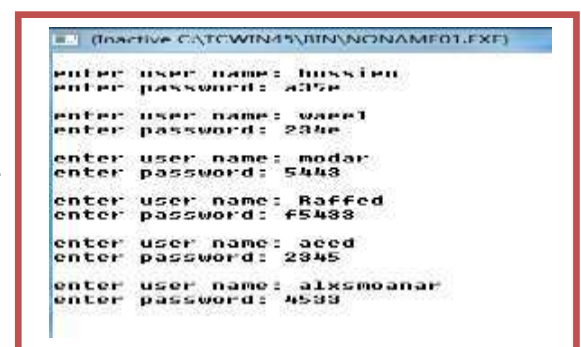 (Inactive C:\TCWIN45\BIN\NONAME01.EXE)
enter user name: hussien
enter password: a35e
enter user name: waeel
enter password: 234e
enter user name: modar
enter password: 5443
enter user name: Raffed
enter password: f5433
enter user name: aeed
enter password: 2345
enter user name: alxsmoanar
enter password: 4533